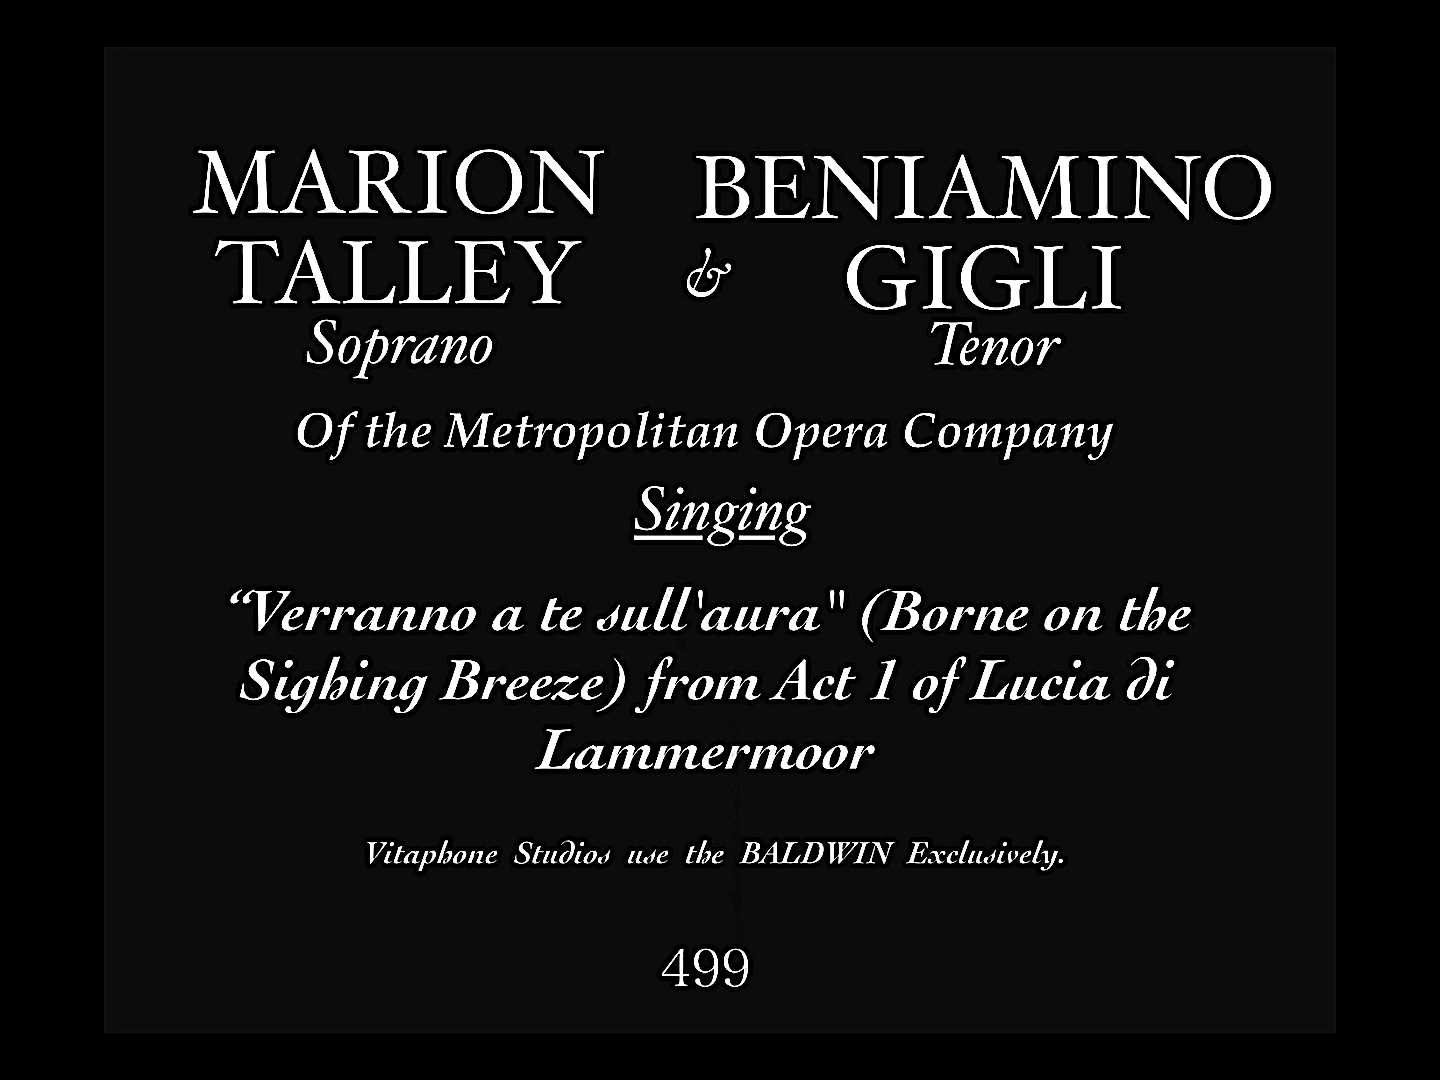 MARION
TALLEY
Soprano
&
BENIAMINO
GIGLI
Tenor
Of the Metropolitan Opera Company
Singing
“Verranno a te sull'aura" (Borne on the
Sighing Breeze) from Act 1 of Lucia di
Lammermoor
Vitaphone Studios use the BALDWIN Exclusively.
499